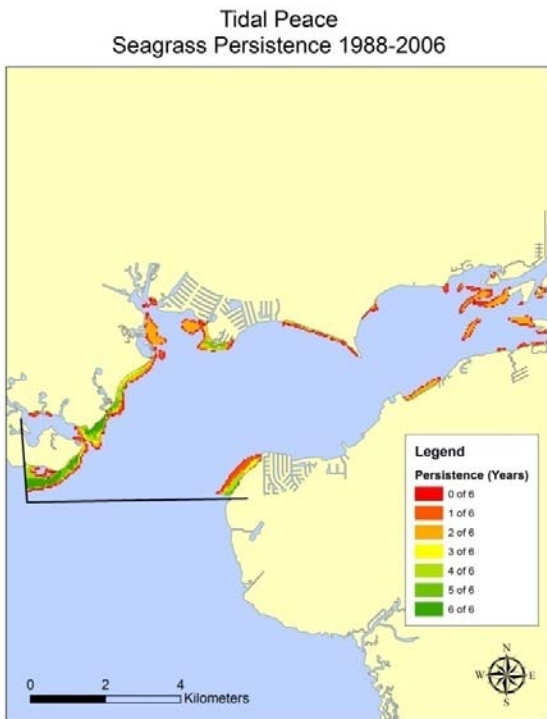 Tidal Peace
Seagrass Persistence 1988-2006
Legend
Persistence (Years)
0 of 6
1 of 6
2 of 6
3 of 6
4 of 6
5 of 6
6 of 6
N
W E
S
0 2 4
Kilometers